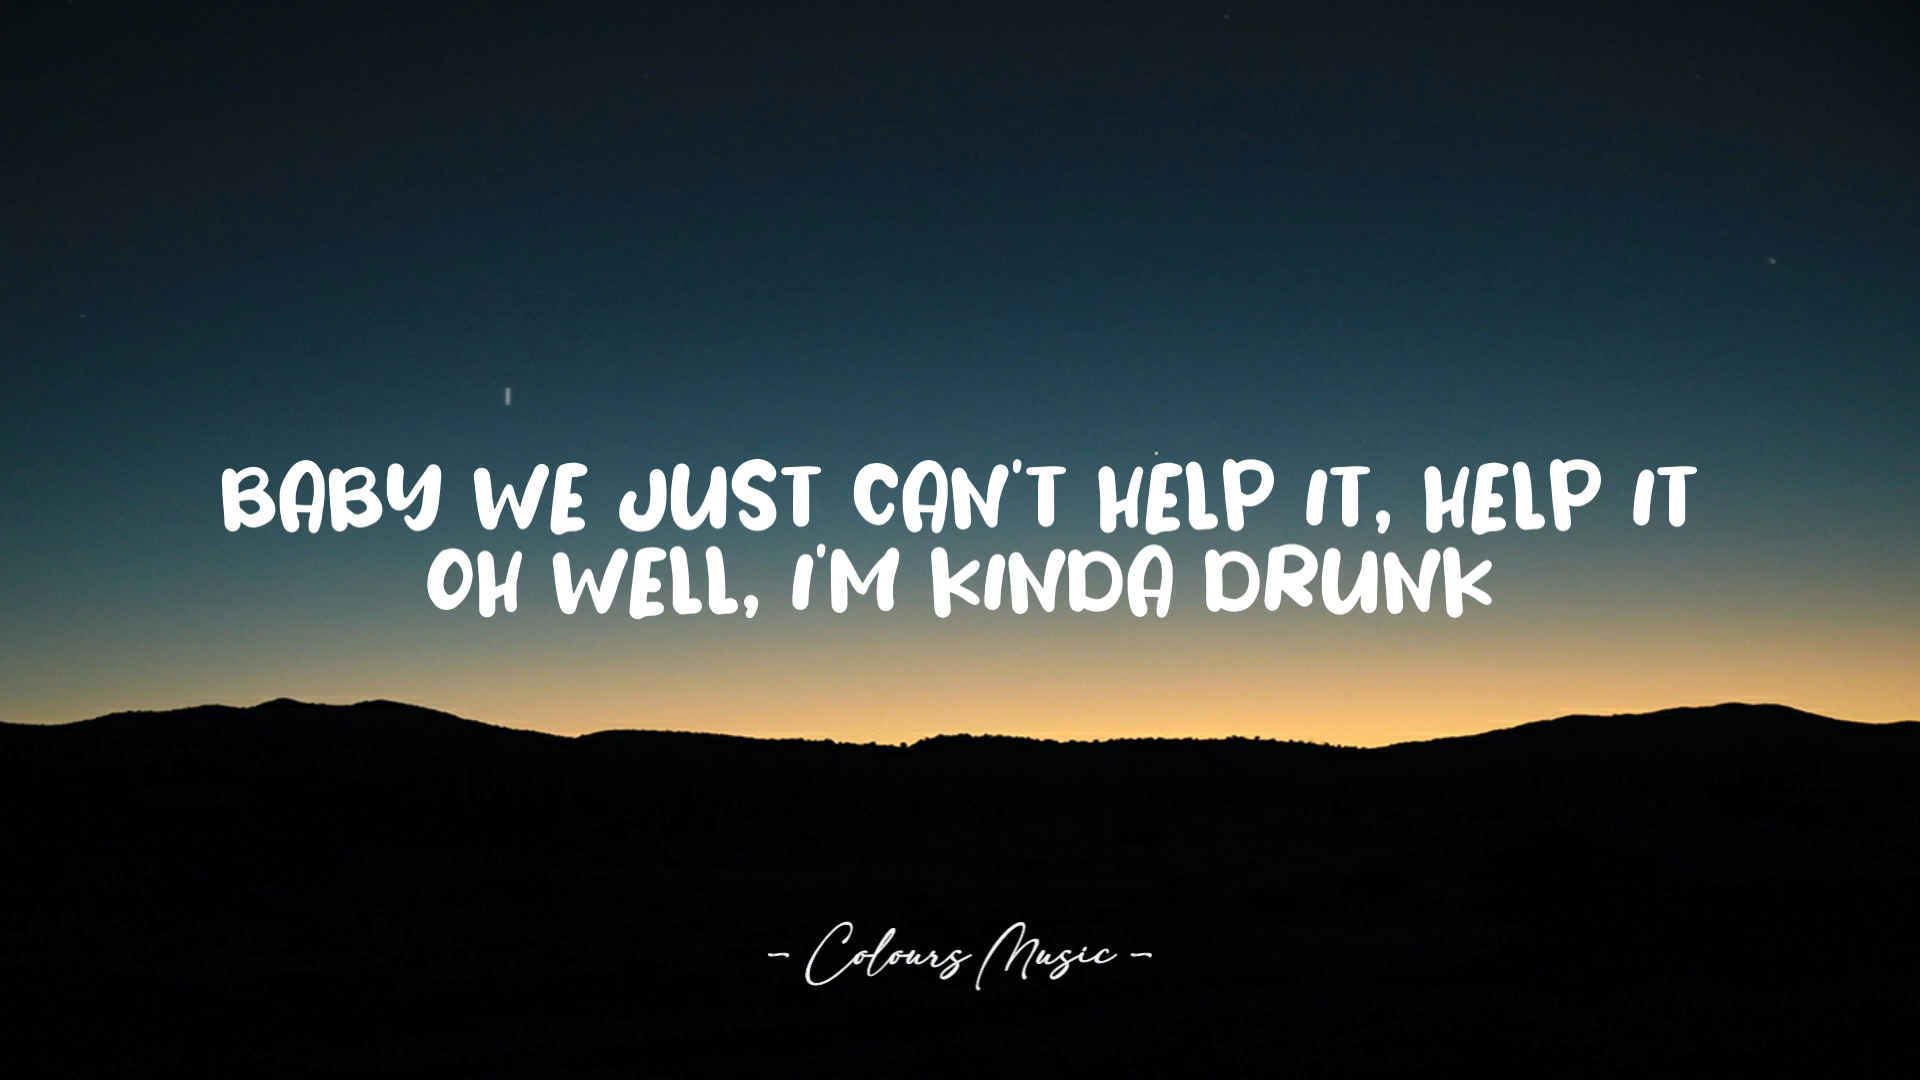 BABY WE JUST CAN'T HELP IT, HELP IT
OH WELL, I'M KINDA DRUNK
- Colours Music -